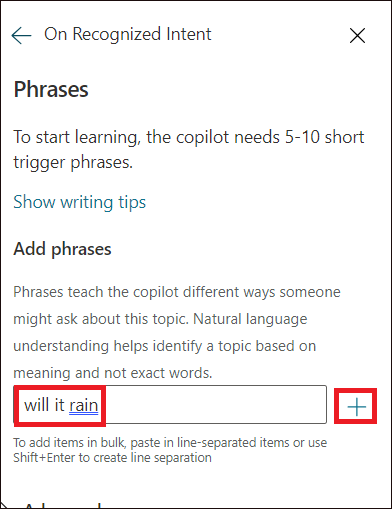 On Recognized Intent
Phrases
To start learning, the copilot needs 5-10 short
trigger phrases.
Show writing tips
Add phrases
Phrases teach the copilot different ways someone
might ask about this topic. Natural language
understanding helps identify a topic based on
meaning and not exact words.
will it rain
To add items in bulk, paste in line-separated items or use
Shift+Enter to create line separation